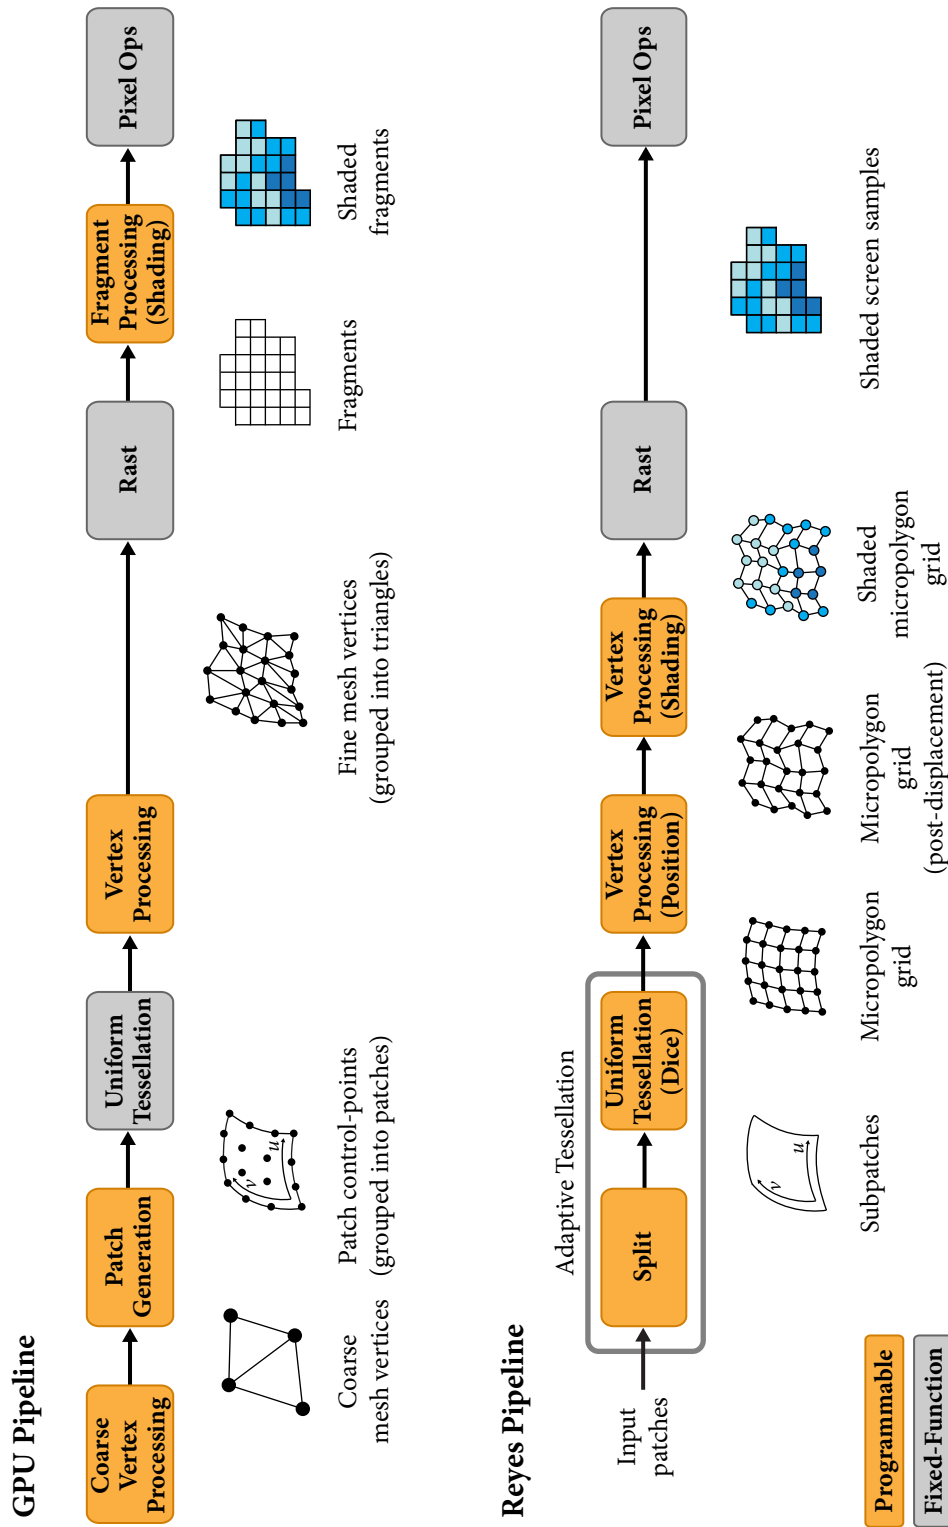 GPU Pipeline
Coarse
Vertex
Processing
Patch
Generation
Uniform
Tessellation
Vertex
Processing
Rast
Fragment
Processing
(Shading)
Pixel Ops
Coarse
mesh vertices
Patch control-points
(grouped into patches)
v
u
Fine mesh vertices
(grouped into triangles)
Fragments
Shaded
fragments
Reyes Pipeline
Adaptive Tessellation
Input
patches
Split
Uniform
Tessellation
(Dice)
Vertex
Processing
(Position)
Vertex
Processing
(Shading)
Rast
Pixel Ops
v
u
Subpatches
Micropolygon
grid
Micropolygon
grid
(post-displacement)
Shaded
micropolygon
grid
Shaded screen samples
Programmable
Fixed-Function